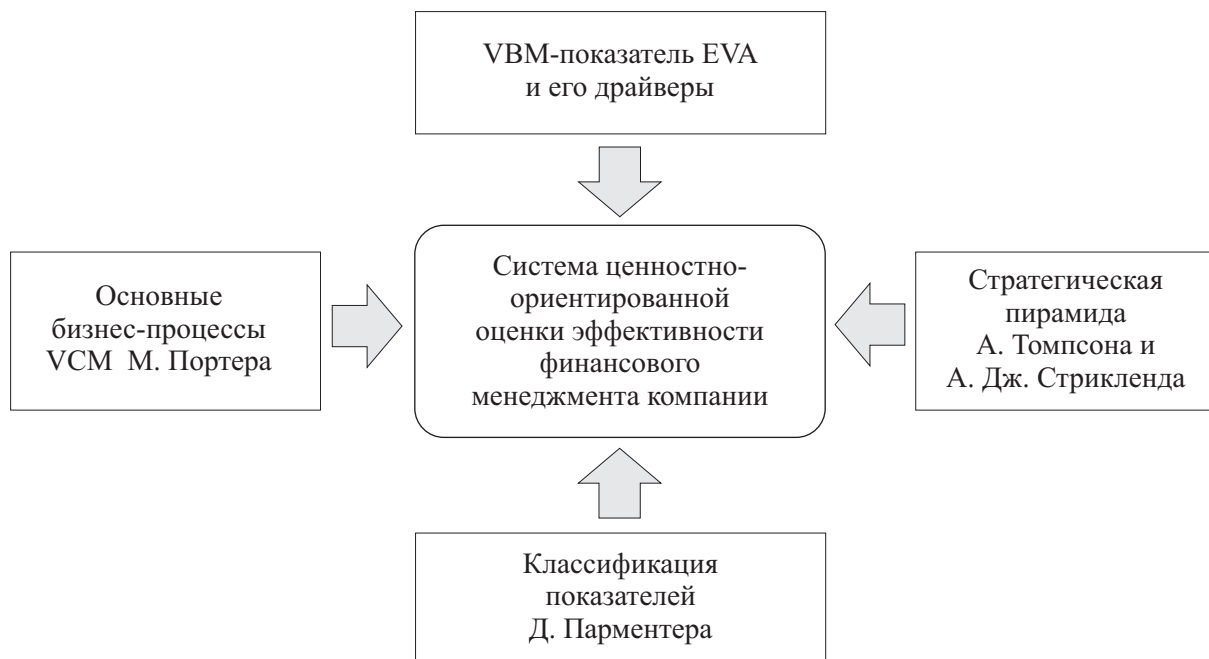 VBM-показатель EVA
и его драйверы
Основные
бизнес-процессы
VCM М. Портера
Система ценностно-
ориентированной
оценки эффективности
финансового
менеджмента компании
Стратегическая
пирамида
А. Томпсона и
А. Дж. Стрикленда
Классификация
показателей
Д. Парментера